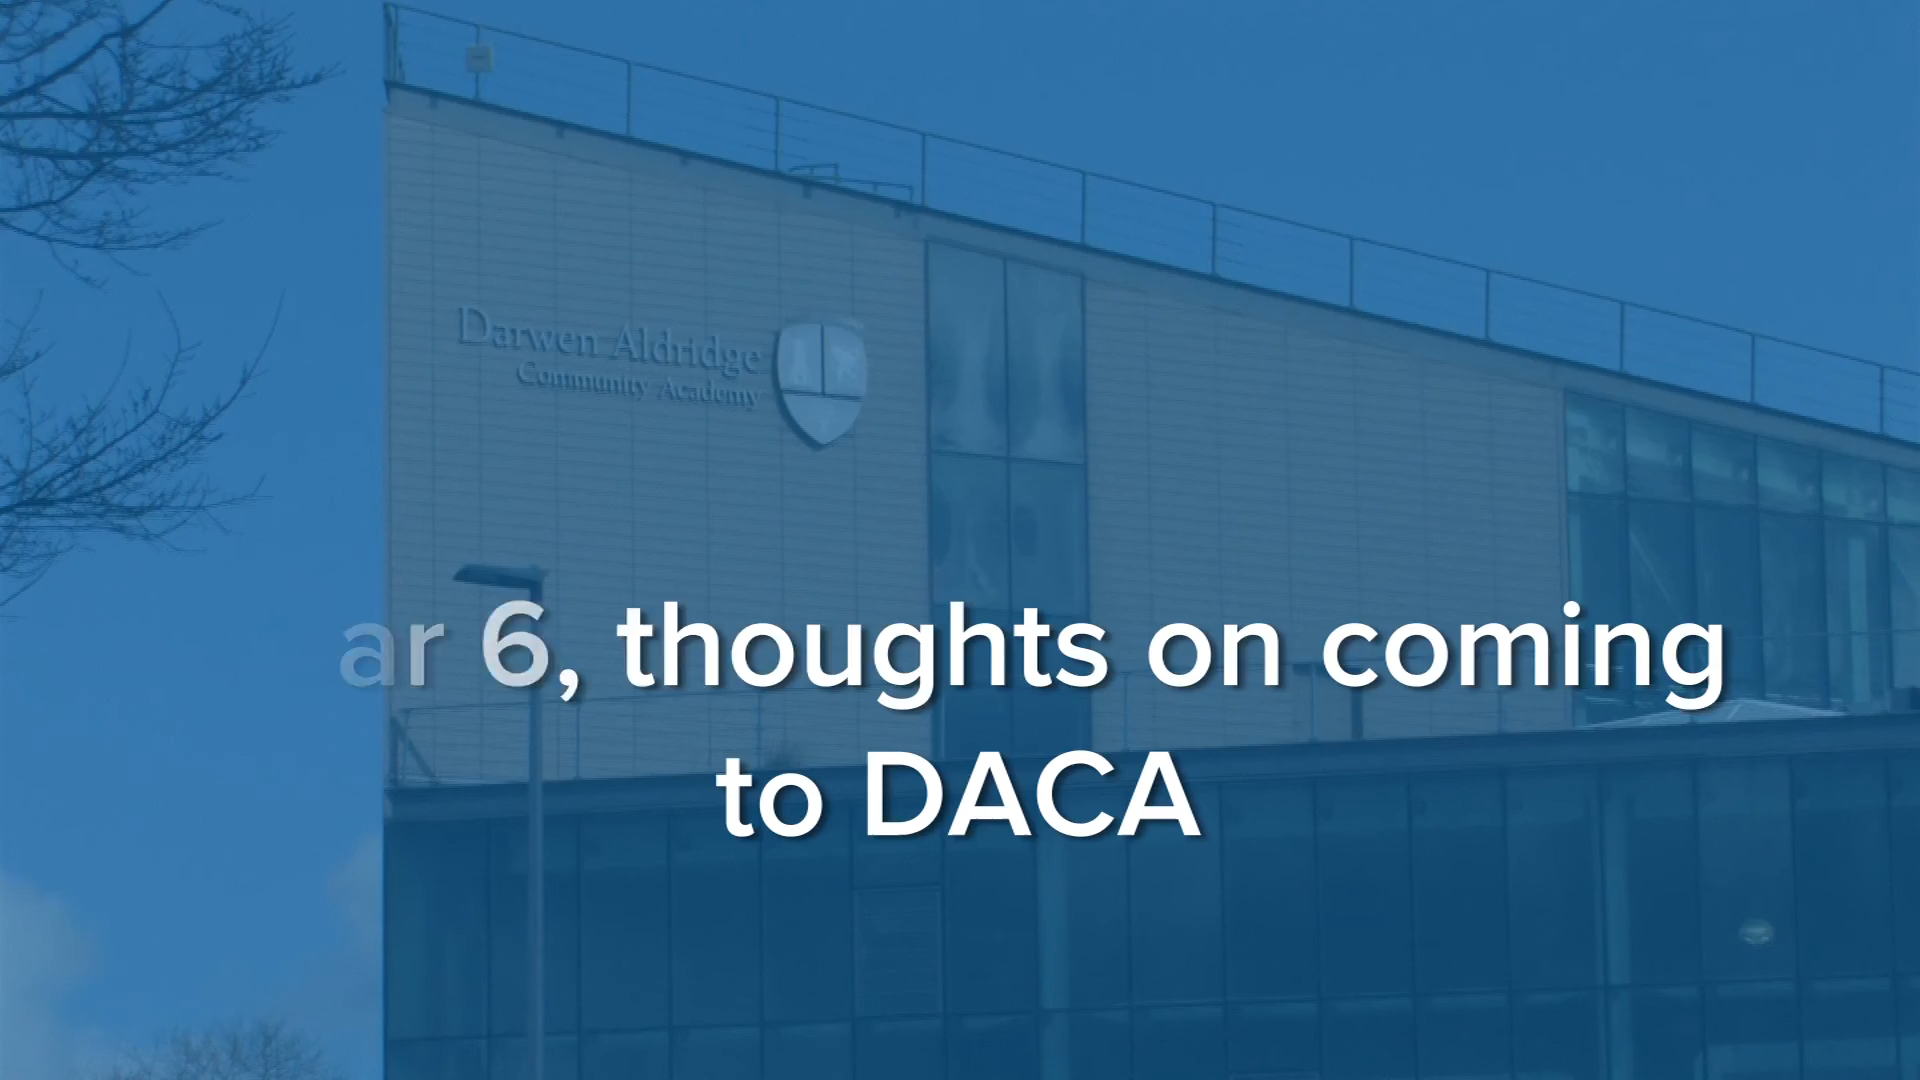 Darwen Aldridge
Community Academy
ar 6, thoughts on coming
to DACA